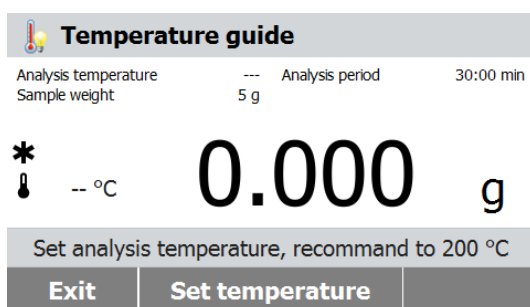 Temperature guide
Analysis temperature --- Analysis period 30:00 min
Sample weight 5 g
-- °C 0.000 g
Set analysis temperature, recommand to 200 °C
Exit Set temperature